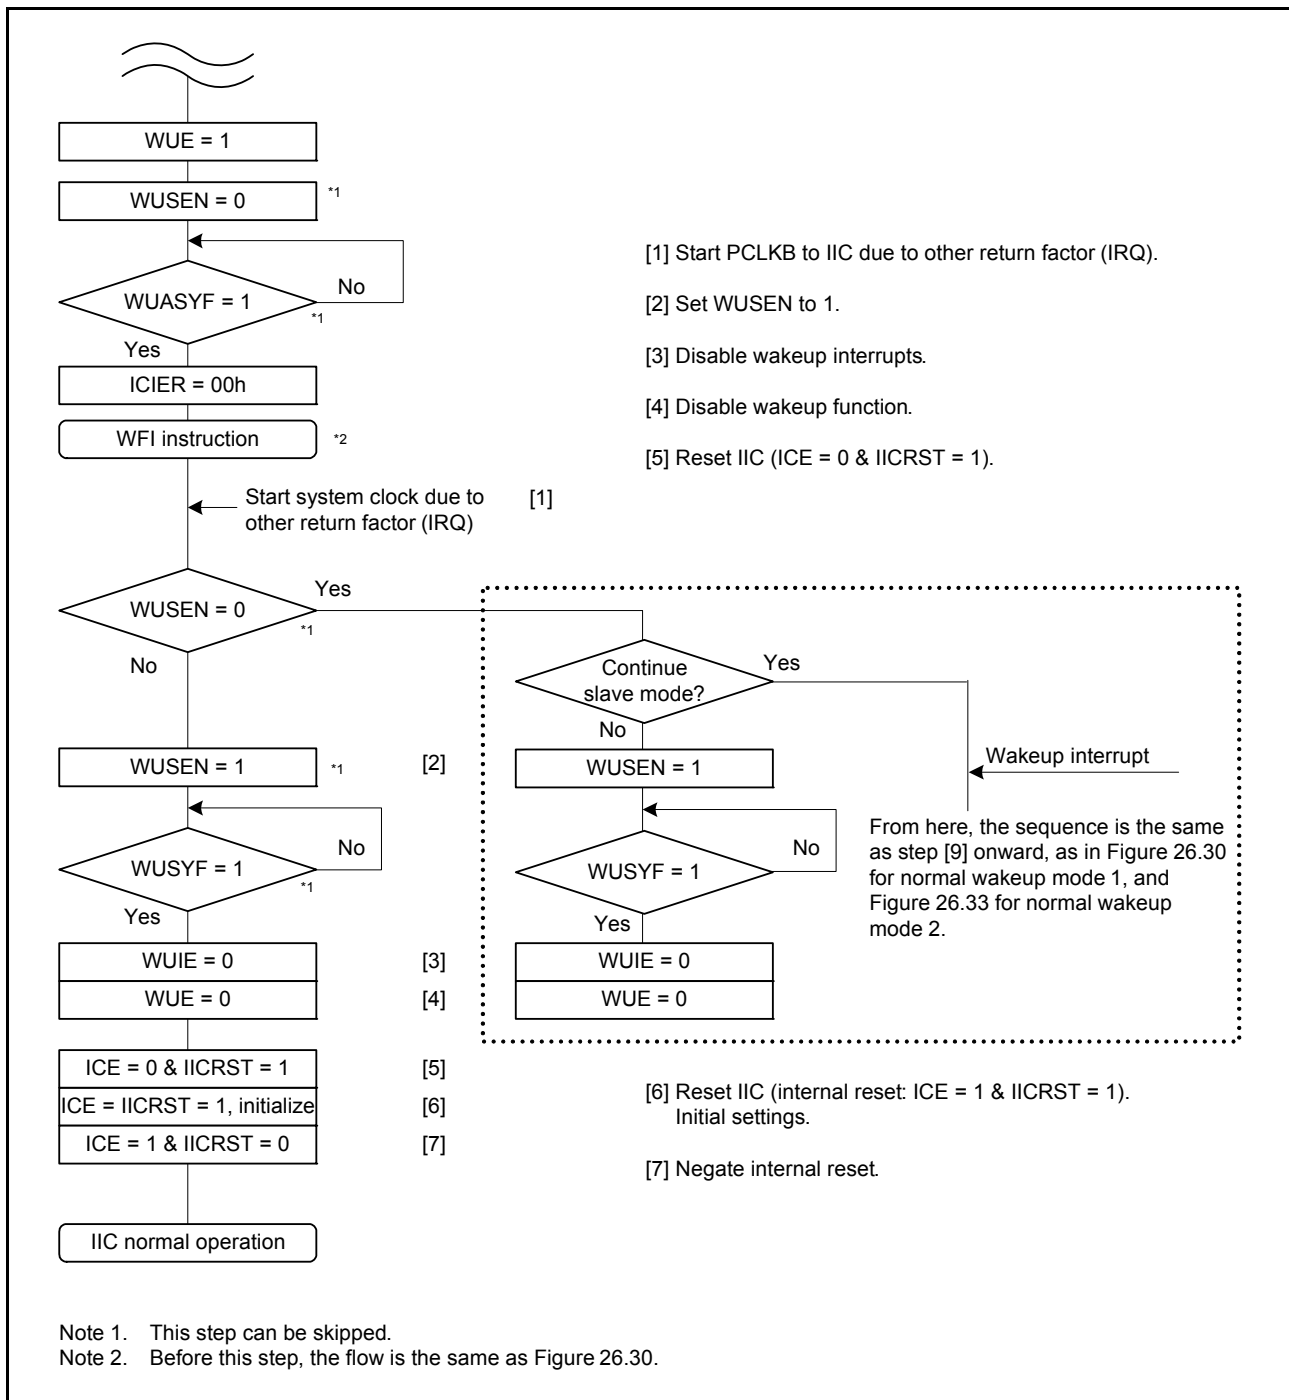 WUE = 1
WUSEN = 0 *1
WUASYF = 1 *1
No
Yes
ICIER = 00h
WFI instruction *2
Start system clock due to [1]
other return factor (IRQ)
[1] Start PCLKB to IIC due to other return factor (IRQ).
[2] Set WUSEN to 1.
[3] Disable wakeup interrupts.
[4] Disable wakeup function.
[5] Reset IIC (ICE = 0 & IICRST = 1).
WUSEN = 0 *1
Yes
No
WUSEN = 1 *1 [2]
WUSYF = 1 *1
No
Yes
WUIE = 0 [3]
WUE = 0 [4]
Continue
slave mode?
Yes
No
WUSEN = 1
WUSYF = 1
No
Yes
WUIE = 0
WUE = 0
Wakeup interrupt
From here, the sequence is the same
as step [9] onward, as in Figure 26.30
for normal wakeup mode 1, and
Figure 26.33 for normal wakeup
mode 2.
ICE = 0 & IICRST = 1 [5]
ICE = IICRST = 1, initialize [6]
ICE = 1 & IICRST = 0 [7]
[6] Reset IIC (internal reset: ICE = 1 & IICRST = 1).
Initial settings.
[7] Negate internal reset.
IIC normal operation
Note 1. This step can be skipped.
Note 2. Before this step, the flow is the same as Figure 26.30.